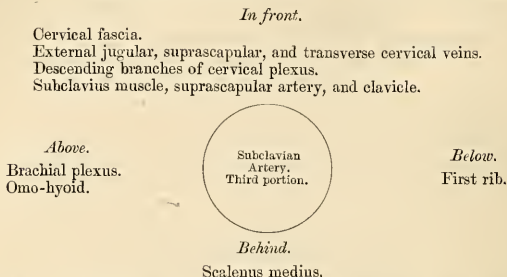 In front.
Cervical fascia.
External jugular, suprascapular, and transverse cervical veins.
Descending branches of cervical plexus.
Subclavius muscle, suprascapular artery, and clavicle.
Above.
Brachial plexus.
Omo-hyoid.
Subclavian
Artery.
Third portion.
Below.
First rib.
Behind.
Scalenus medius.